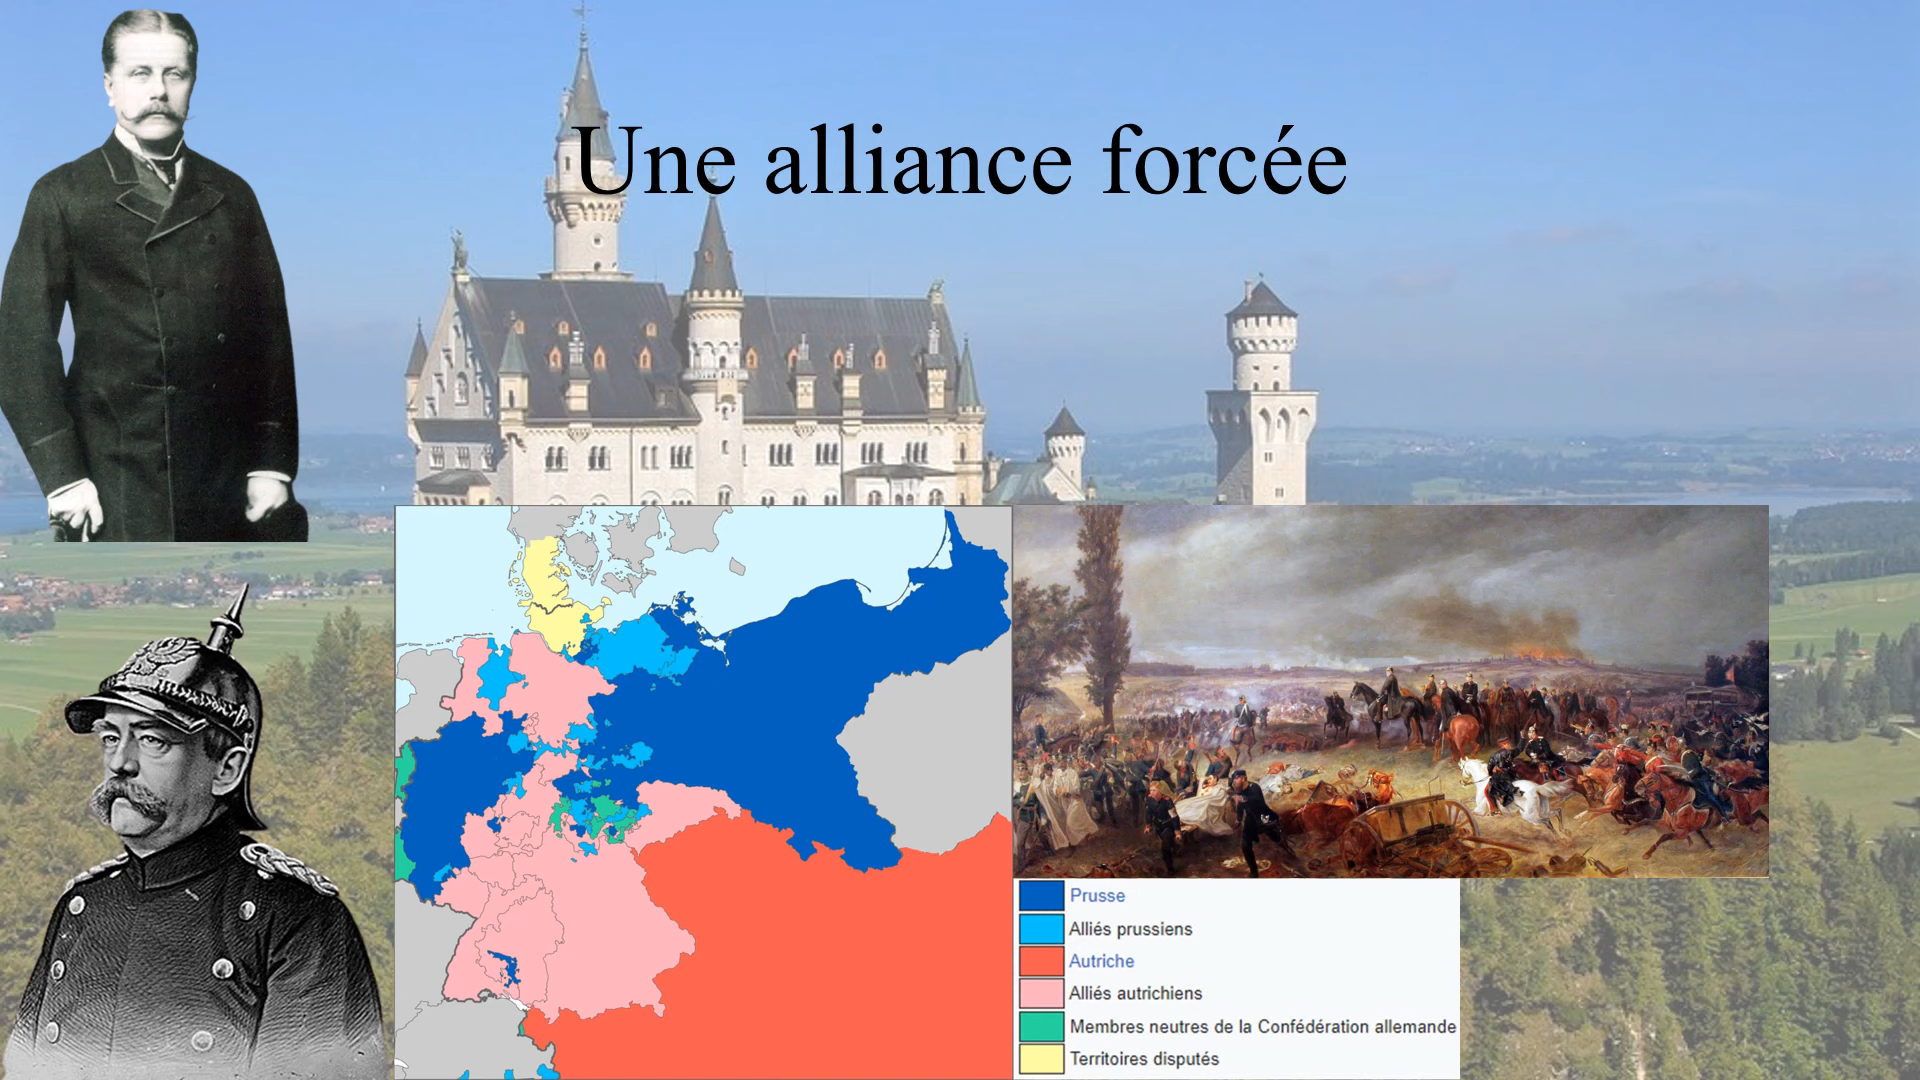 Une alliance forcée
Prusse
Alliés prussiens
Autriche
Alliés autrichiens
Membres neutres de la Confédération allemande
Territoires disputés